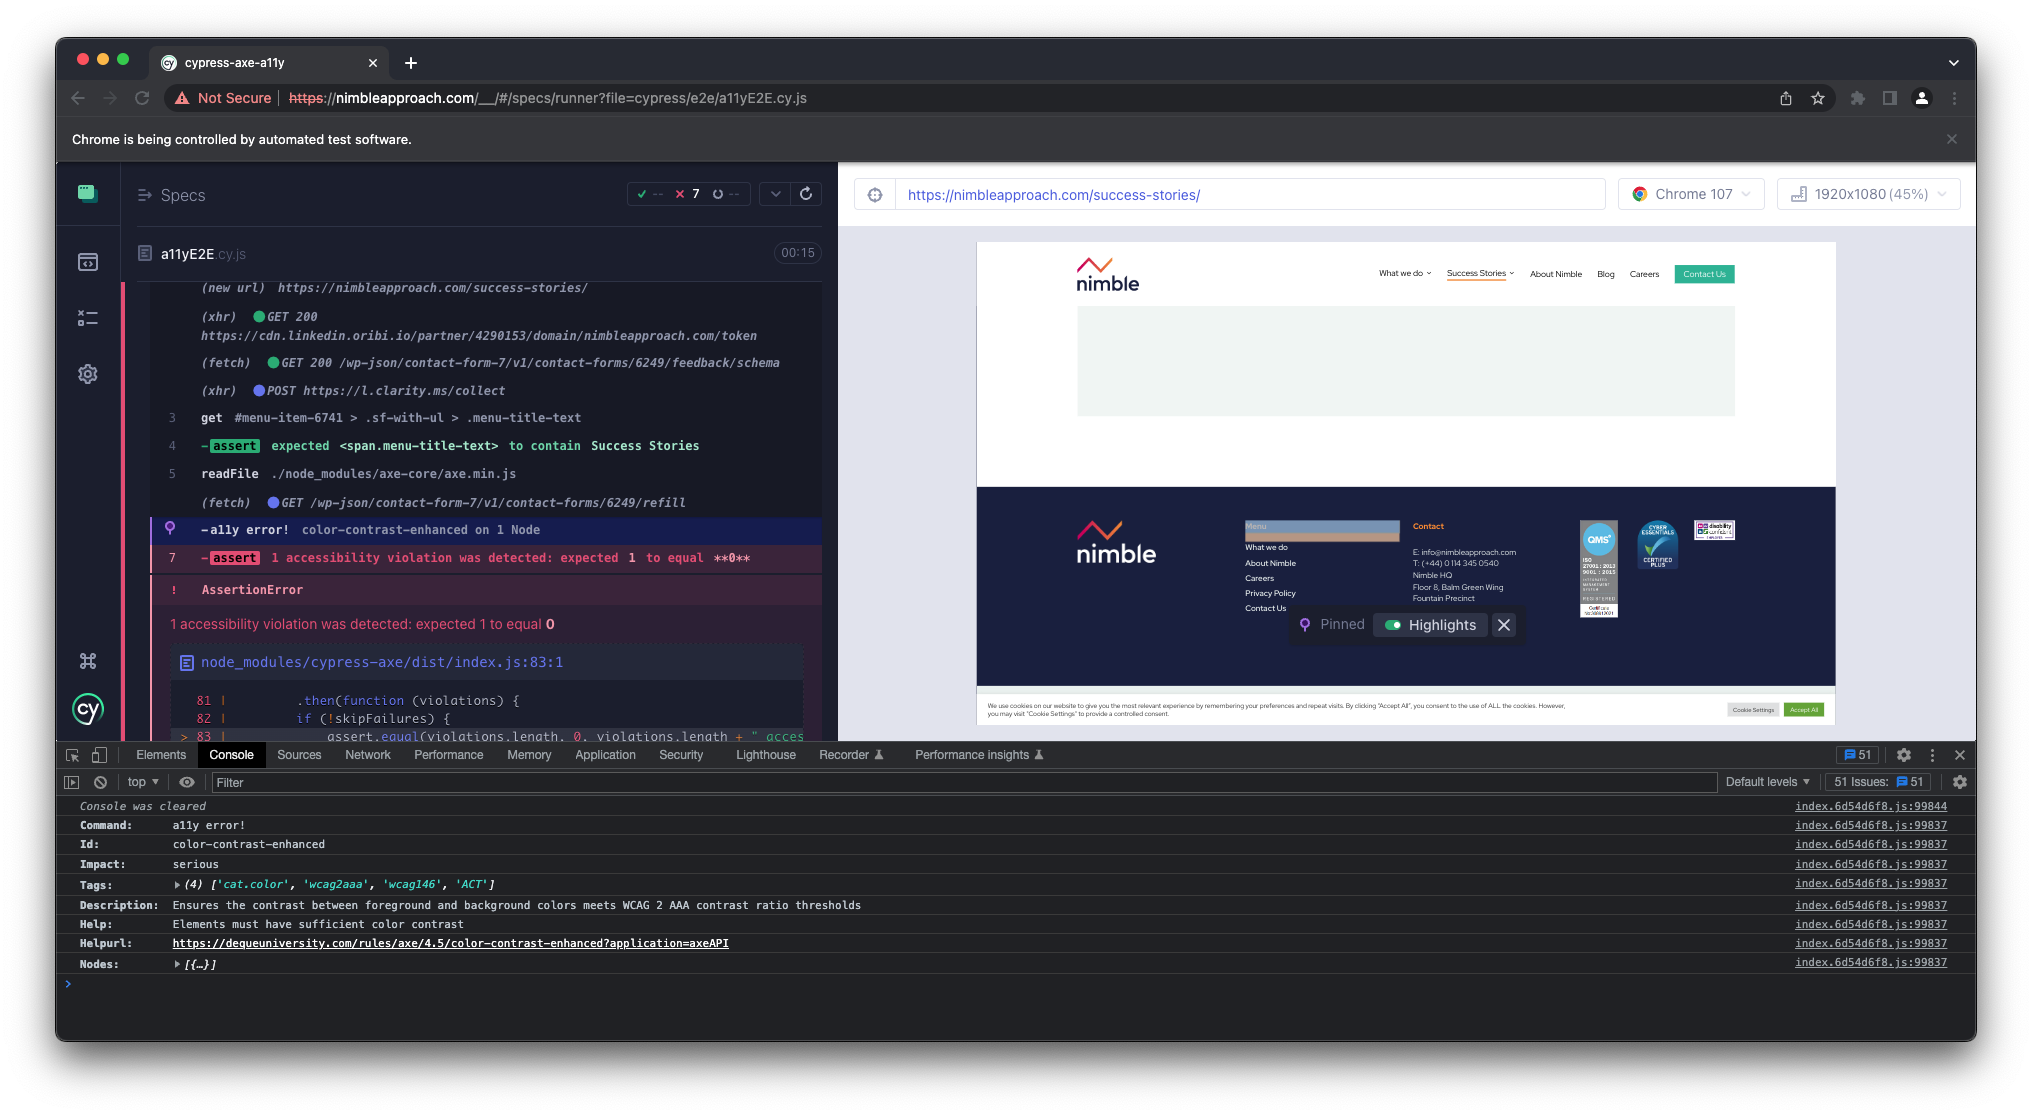 cypress-axe-a11y
Not Secure https://nimbleapproach.com/__/#/specs/runner?file=cypress/e2e/a11yE2E.cy.js
Chrome is being controlled by automated test software.
Specs
-- 7 --
a11yE2E.cy.js 00:15
(new url) https://nimbleapproach.com/success-stories/
(xhr) GET 200
https://cdn.linkedin.oribi.io/partner/4290153/domain/nimbleapproach.com/token
(fetch) GET 200 /wp-json/contact-form-7/v1/contact-forms/6249/feedback/schema
(xhr) POST https://l.clarity.ms/collect
3 get #menu-item-6741 > .sf-with-ul > .menu-title-text
4 -assert expected <span.menu-title-text> to contain Success Stories
5 readFile ./node_modules/axe-core/axe.min.js
(fetch) GET /wp-json/contact-form-7/v1/contact-forms/6249/refill
-a11y error! color-contrast-enhanced on 1 Node
7 -assert 1 accessibility violation was detected: expected 1 to equal **0**
! AssertionError
1 accessibility violation was detected: expected 1 to equal 0
node_modules/cypress-axe/dist/index.js:83:1
81 | .then(function (violations) {
82 | if (!skipFailures) {
> 83 | assert.equal(violations.length, 0, violations.length + " acces
cy
https://nimbleapproach.com/success-stories/
Chrome 107
1920x1080 (45%)
nimble
What we do Success Stories About Nimble Blog Careers Contact Us
nimble
Menu
What we do
About Nimble
Careers
Privacy Policy
Contact Us
Contact
E: info@nimbleapproach.com
T: (+44) 0 114 345 0540
Nimble HQ
Floor 8, Balm Green Wing
Fountain Precinct
QMS
ISO
27001 : 2013
9001 : 2015
INTEGRATED
MANAGEMENT
SYSTEM
REGISTERED
CYBER
ESSENTIALS
CERTIFIED
PLUS
disability
confident
Pinned Highlights
We use cookies on our website to give you the most relevant experience by remembering your preferences and repeat visits. By clicking "Accept All", you consent to the use of ALL the cookies. However,
you may visit "Cookie Settings" to provide a controlled consent.
Cookie Settings Accept All
Elements Console Sources Network Performance Memory Application Security Lighthouse Recorder Performance insights 51
top Filter Default levels 51 Issues: 51
Console was cleared index.6d54d6f8.js:99844
Command: a11y error! index.6d54d6f8.js:99837
Id: color-contrast-enhanced index.6d54d6f8.js:99837
Impact: serious index.6d54d6f8.js:99837
Tags: (4) ['cat.color', 'wcag2aaa', 'wcag146', 'ACT'] index.6d54d6f8.js:99837
Description: Ensures the contrast between foreground and background colors meets WCAG 2 AAA contrast ratio thresholds index.6d54d6f8.js:99837
Help: Elements must have sufficient color contrast index.6d54d6f8.js:99837
Helpurl: https://dequeuniversity.com/rules/axe/4.5/color-contrast-enhanced?application=axeAPI index.6d54d6f8.js:99837
Nodes: [{…}] index.6d54d6f8.js:99837